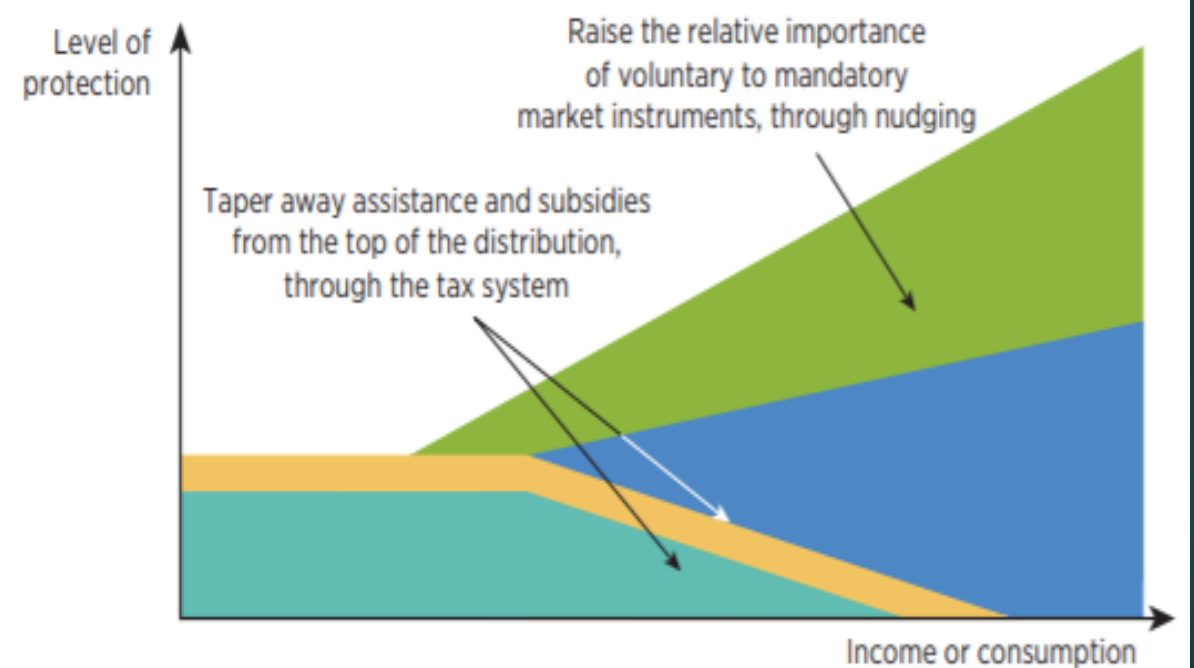 Level of
protection
Raise the relative importance
of voluntary to mandatory
market instruments, through nudging
Taper away assistance and subsidies
from the top of the distribution,
through the tax system
Income or consumption